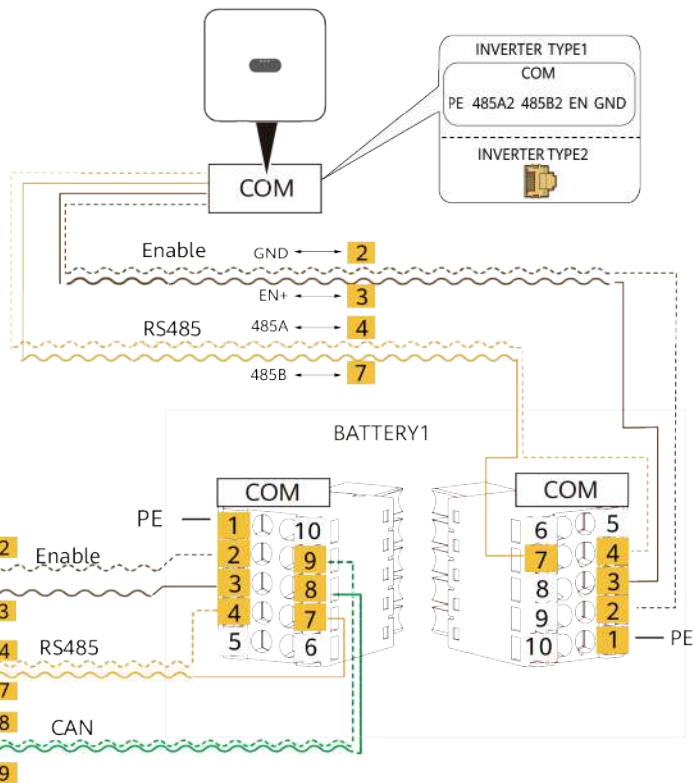 INVERTER TYPE1
COM
PE 485A2 485B2 EN GND
INVERTER TYPE2
COM
Enable
GND 2
EN+ 3
RS485
485A 4
485B 7
BATTERY1
COM
COM
PE 1 10
2 9
3 8
4 7
5 6
6 5
7 4
8 3
9 2
10 1 PE
2
Enable
3
4 RS485
7
8
CAN
9